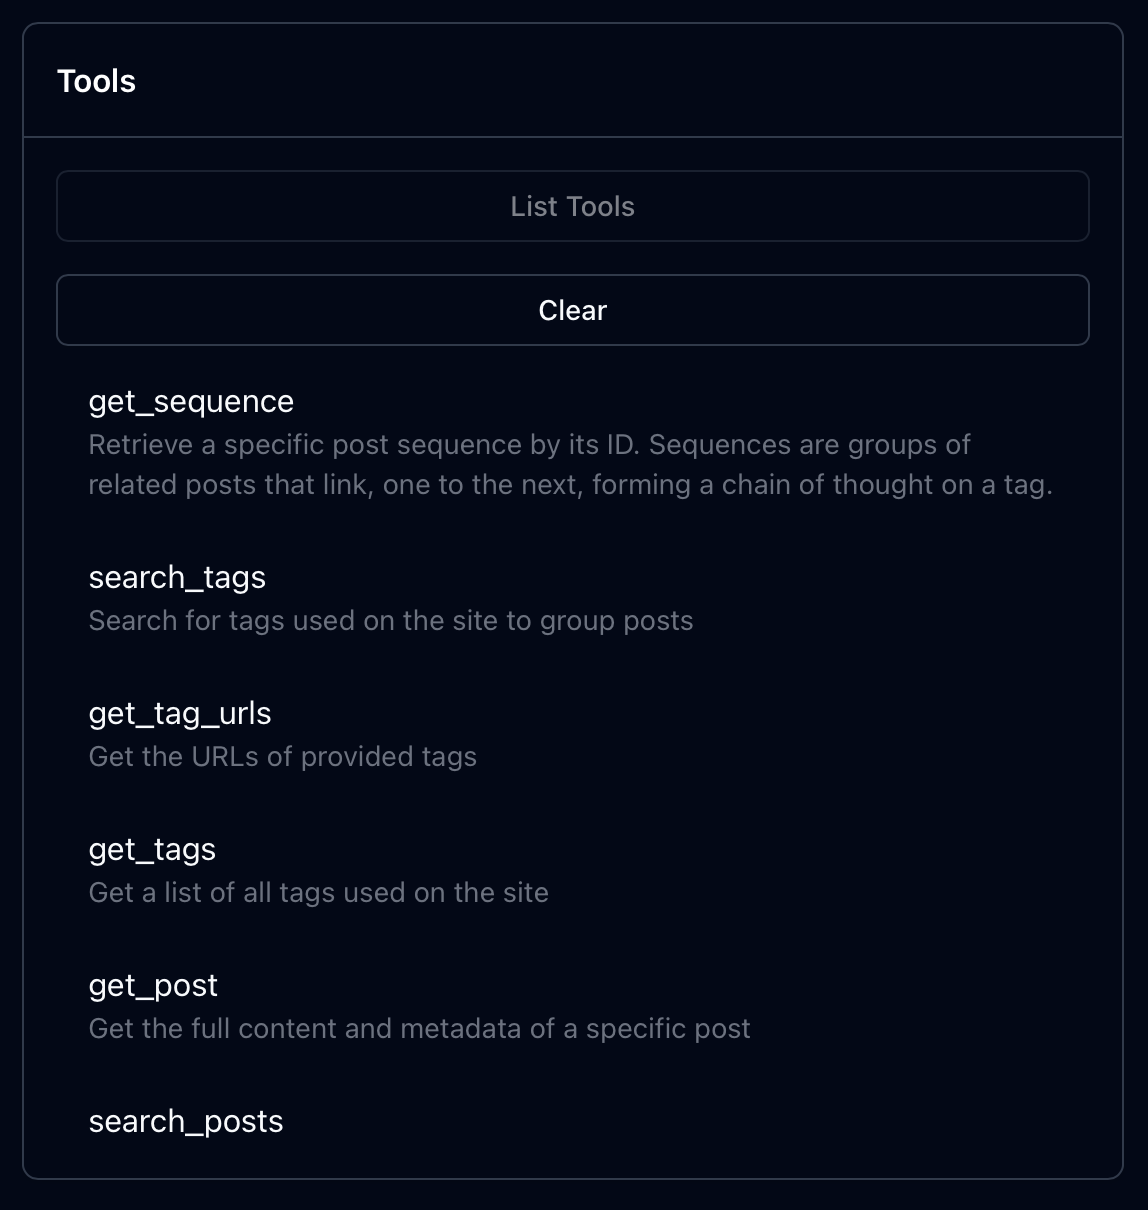 Tools
List Tools
Clear
get_sequence
Retrieve a specific post sequence by its ID. Sequences are groups of
related posts that link, one to the next, forming a chain of thought on a tag.
search_tags
Search for tags used on the site to group posts
get_tag_urls
Get the URLs of provided tags
get_tags
Get a list of all tags used on the site
get_post
Get the full content and metadata of a specific post
search_posts